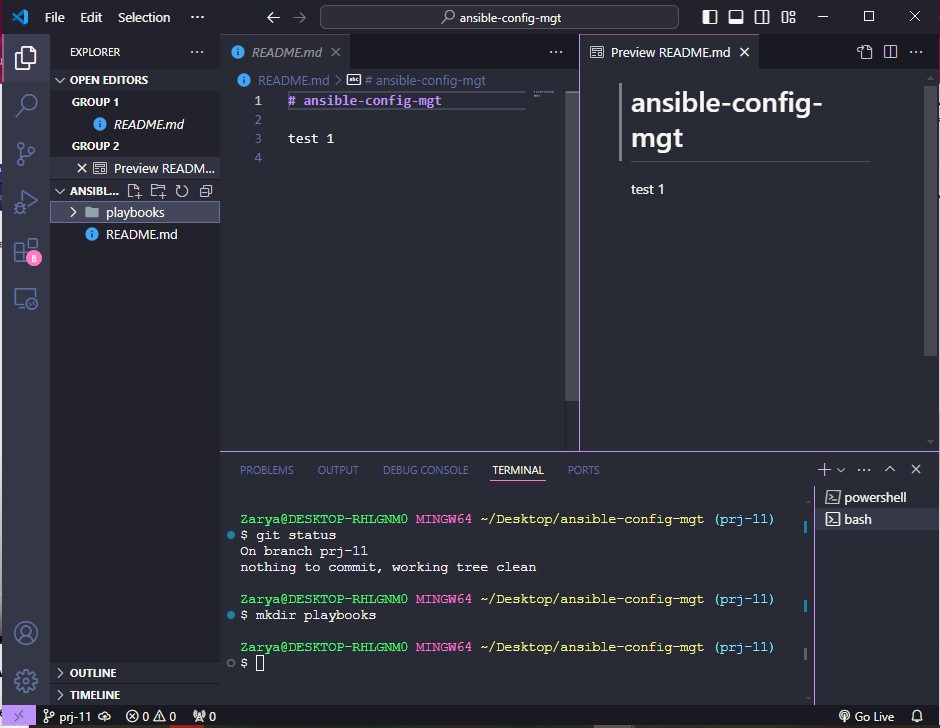 File Edit Selection ··· ansible-config-mgt
EXPLORER ···
OPEN EDITORS
GROUP 1
README.md
GROUP 2
Preview READM...
ANSIBL...
playbooks
README.md
OUTLINE
TIMELINE
8
README.md ···
README.md > abc # ansible-config-mgt
1 # ansible-config-mgt
2
3 test 1
4
Preview README.md ···
ansible-config-
mgt
test 1
PROBLEMS OUTPUT DEBUG CONSOLE TERMINAL PORTS ···
Zarya@DESKTOP-RHLGNM0 MINGW64 ~/Desktop/ansible-config-mgt (prj-11)
$ git status
On branch prj-11
nothing to commit, working tree clean
Zarya@DESKTOP-RHLGNM0 MINGW64 ~/Desktop/ansible-config-mgt (prj-11)
$ mkdir playbooks
Zarya@DESKTOP-RHLGNM0 MINGW64 ~/Desktop/ansible-config-mgt (prj-11)
$
powershell
bash
prj-11 0 0 0 Go Live